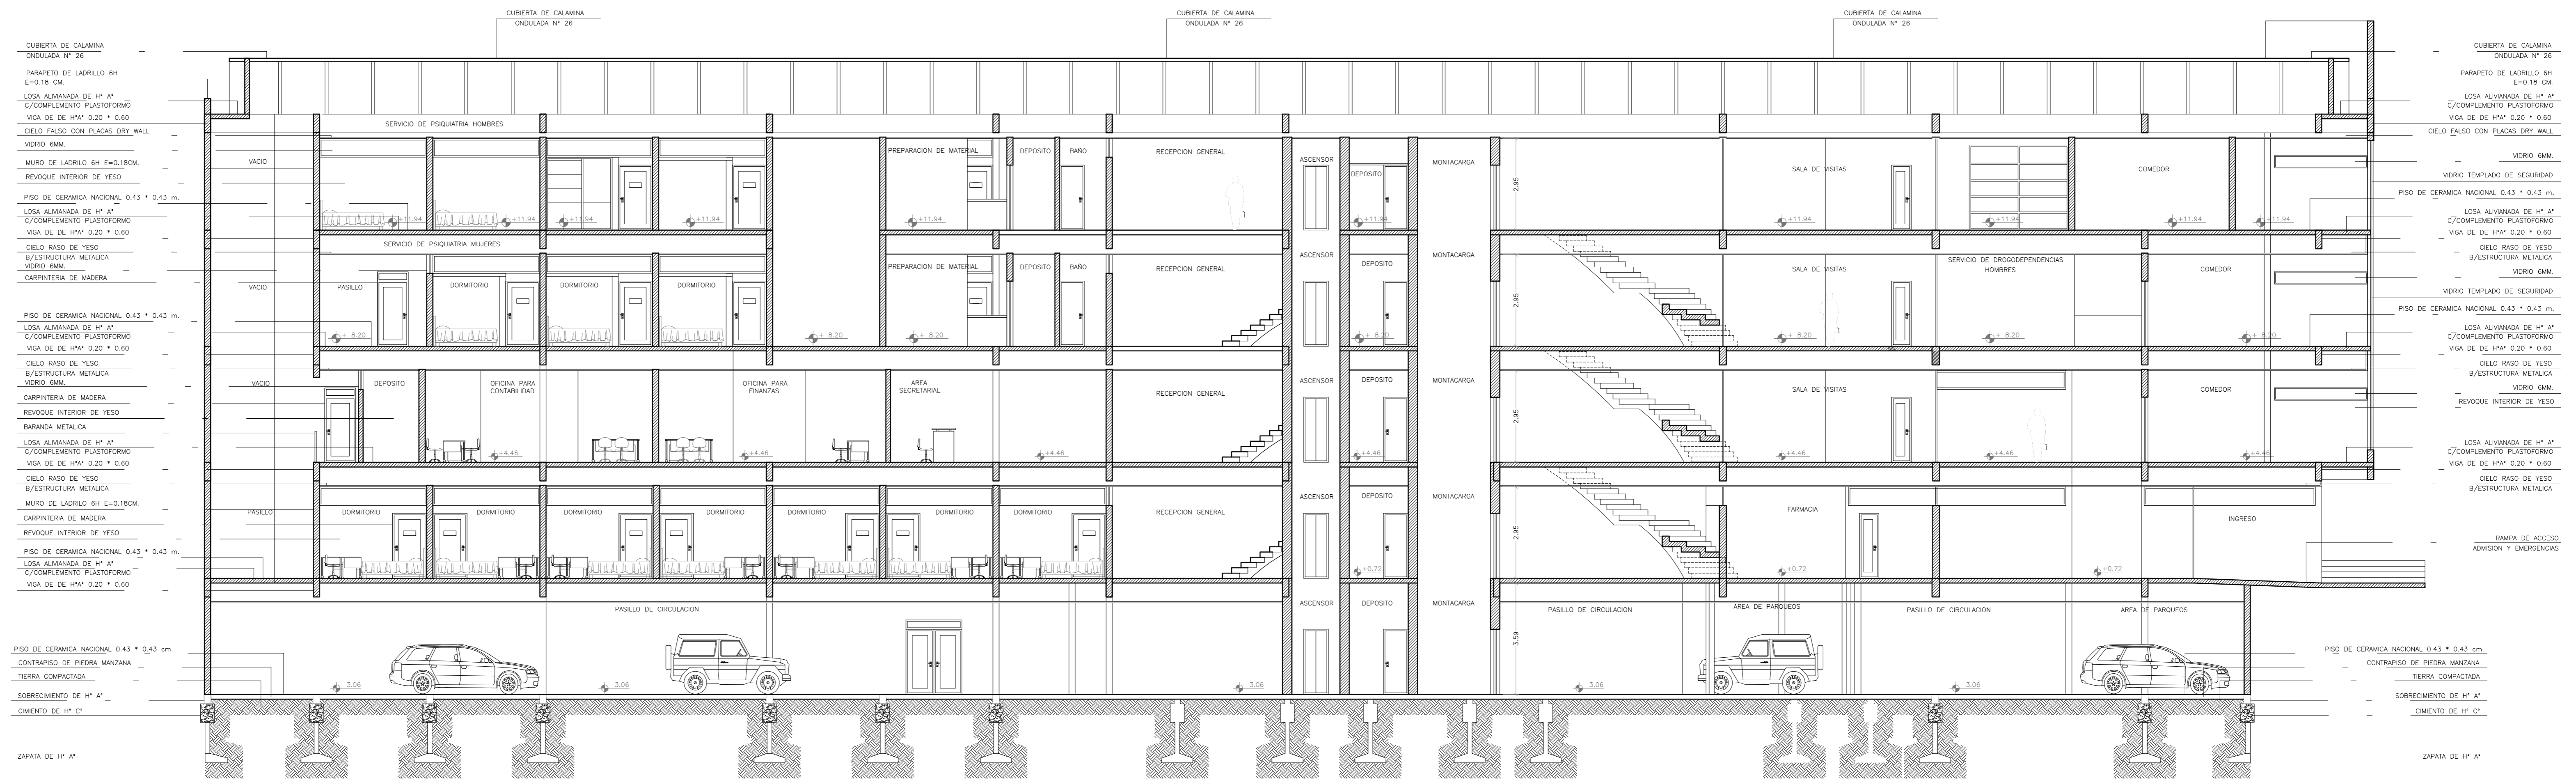 CUBIERTA DE CALAMINA
ONDULADA N° 26
CUBIERTA DE CALAMINA
ONDULADA N° 26
CUBIERTA DE CALAMINA
ONDULADA N° 26
CUBIERTA DE CALAMINA
ONDULADA N° 26
PARAPETO DE LADRILLO 6H
E=0.18 CM.
LOSA ALIVIANADA DE H° A°
C/COMPLEMENTO PLASTOFORMO
VIGA DE DE H°A° 0.20 * 0.60
CIELO FALSO CON PLACAS DRY WALL
VIDRIO 6MM.
MURO DE LADRILO 6H E=0.18CM.
REVOQUE INTERIOR DE YESO
PISO DE CERAMICA NACIONAL 0.43 * 0.43 m.
LOSA ALIVIANADA DE H° A°
C/COMPLEMENTO PLASTOFORMO
VIGA DE DE H°A° 0.20 * 0.60
CIELO RASO DE YESO
B/ESTRUCTURA METALICA
VIDRIO 6MM.
CARPINTERIA DE MADERA
PISO DE CERAMICA NACIONAL 0.43 * 0.43 m.
LOSA ALIVIANADA DE H° A°
C/COMPLEMENTO PLASTOFORMO
VIGA DE DE H°A° 0.20 * 0.60
CIELO RASO DE YESO
B/ESTRUCTURA METALICA
VIDRIO 6MM.
CARPINTERIA DE MADERA
REVOQUE INTERIOR DE YESO
BARANDA METALICA
LOSA ALIVIANADA DE H° A°
C/COMPLEMENTO PLASTOFORMO
VIGA DE DE H°A° 0.20 * 0.60
CIELO RASO DE YESO
B/ESTRUCTURA METALICA
MURO DE LADRILO 6H E=0.18CM.
CARPINTERIA DE MADERA
REVOQUE INTERIOR DE YESO
PISO DE CERAMICA NACIONAL 0.43 * 0.43 m.
LOSA ALIVIANADA DE H° A°
C/COMPLEMENTO PLASTOFORMO
VIGA DE DE H°A° 0.20 * 0.60
PISO DE CERAMICA NACIONAL 0.43 * 0.43 cm.
CONTRAPISO DE PIEDRA MANZANA
TIERRA COMPACTADA
SOBRECIMIENTO DE H° A°
CIMIENTO DE H° C°
ZAPATA DE H° A°
SERVICIO DE PSIQUIATRIA HOMBRES
VACIO
PREPARACION DE MATERIAL
DEPOSITO
BAÑO
RECEPCION GENERAL
ASCENSOR
DEPOSITO
MONTACARGA
2.95
SALA DE VISITAS
COMEDOR
+11.94
+11.94
+11.94
+11.94
+11.94
+11.94
+11.94
+11.94
+11.94
+11.94
+11.94
SERVICIO DE PSIQUIATRIA MUJERES
VACIO
PASILLO
DORMITORIO
DORMITORIO
DORMITORIO
PREPARACION DE MATERIAL
DEPOSITO
BAÑO
RECEPCION GENERAL
ASCENSOR
DEPOSITO
MONTACARGA
2.95
SALA DE VISITAS
SERVICIO DE DROGODEPENDENCIAS
HOMBRES
COMEDOR
+ 8.20
+ 8.20
+ 8.20
+ 8.20
+ 8.20
+ 8.20
+ 8.20
VACIO
DEPOSITO
OFICINA PARA
CONTABILIDAD
OFICINA PARA
FINANZAS
AREA
SECRETARIAL
RECEPCION GENERAL
ASCENSOR
DEPOSITO
MONTACARGA
2.95
SALA DE VISITAS
COMEDOR
+4.46
+4.46
+4.46
+4.46
+4.46
+4.46
+4.46
PASILLO
DORMITORIO
DORMITORIO
DORMITORIO
DORMITORIO
DORMITORIO
DORMITORIO
DORMITORIO
RECEPCION GENERAL
ASCENSOR
DEPOSITO
MONTACARGA
2.95
FARMACIA
INGRESO
+0.72
+0.72
+0.72
PASILLO DE CIRCULACION
ASCENSOR
DEPOSITO
MONTACARGA
3.59
PASILLO DE CIRCULACION
AREA DE PARQUEOS
PASILLO DE CIRCULACION
AREA DE PARQUEOS
-3.06
-3.06
-3.06
-3.06
-3.06
CUBIERTA DE CALAMINA
ONDULADA N° 26
PARAPETO DE LADRILLO 6H
E=0.18 CM.
LOSA ALIVIANADA DE H° A°
C/COMPLEMENTO PLASTOFORMO
VIGA DE DE H°A° 0.20 * 0.60
CIELO FALSO CON PLACAS DRY WALL
VIDRIO 6MM.
VIDRIO TEMPLADO DE SEGURIDAD
PISO DE CERAMICA NACIONAL 0.43 * 0.43 m.
LOSA ALIVIANADA DE H° A°
C/COMPLEMENTO PLASTOFORMO
VIGA DE DE H°A° 0.20 * 0.60
CIELO RASO DE YESO
B/ESTRUCTURA METALICA
VIDRIO 6MM.
VIDRIO TEMPLADO DE SEGURIDAD
PISO DE CERAMICA NACIONAL 0.43 * 0.43 m.
LOSA ALIVIANADA DE H° A°
C/COMPLEMENTO PLASTOFORMO
VIGA DE DE H°A° 0.20 * 0.60
CIELO RASO DE YESO
B/ESTRUCTURA METALICA
VIDRIO 6MM.
REVOQUE INTERIOR DE YESO
LOSA ALIVIANADA DE H° A°
C/COMPLEMENTO PLASTOFORMO
VIGA DE DE H°A° 0.20 * 0.60
CIELO RASO DE YESO
B/ESTRUCTURA METALICA
RAMPA DE ACCESO
ADMISION Y EMERGENCIAS
PISO DE CERAMICA NACIONAL 0.43 * 0.43 cm.
CONTRAPISO DE PIEDRA MANZANA
TIERRA COMPACTADA
SOBRECIMIENTO DE H° A°
CIMIENTO DE H° C°
ZAPATA DE H° A°